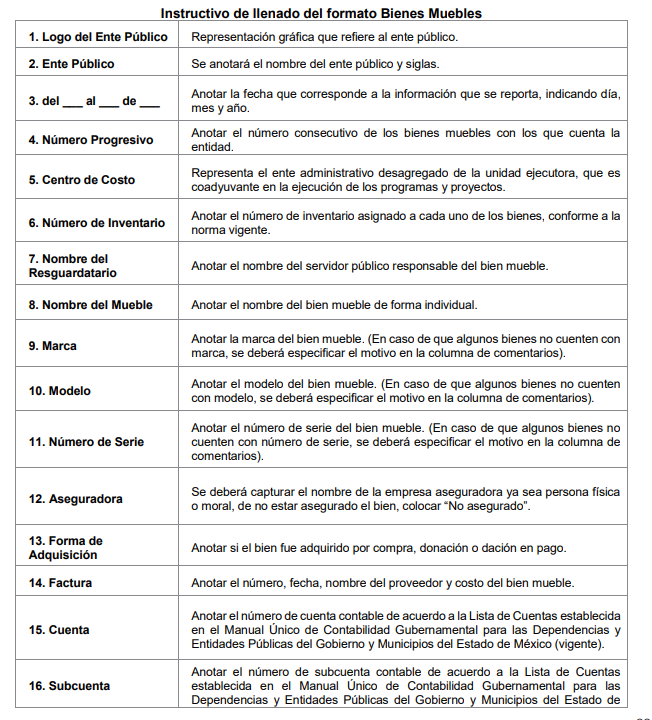 Instructivo de llenado del formato Bienes Muebles
1. Logo del Ente Público
Representación gráfica que refiere al ente público.
2. Ente Público
Se anotará el nombre del ente público y siglas.
3. del ___ al ___ de ___
Anotar la fecha que corresponde a la información que se reporta, indicando día,
mes y año.
4. Número Progresivo
Anotar el número consecutivo de los bienes muebles con los que cuenta la
entidad.
5. Centro de Costo
Representa el ente administrativo desagregado de la unidad ejecutora, que es
coadyuvante en la ejecución de los programas y proyectos.
6. Número de Inventario
Anotar el número de inventario asignado a cada uno de los bienes, conforme a la
norma vigente.
7. Nombre del
Resguardatario
Anotar el nombre del servidor público responsable del bien mueble.
8. Nombre del Mueble
Anotar el nombre del bien mueble de forma individual.
9. Marca
Anotar la marca del bien mueble. (En caso de que algunos bienes no cuenten con
marca, se deberá especificar el motivo en la columna de comentarios).
10. Modelo
Anotar el modelo del bien mueble. (En caso de que algunos bienes no cuenten
con modelo, se deberá especificar el motivo en la columna de comentarios).
11. Número de Serie
Anotar el número de serie del bien mueble. (En caso de que algunos bienes no
cuenten con número de serie, se deberá especificar el motivo en la columna de
comentarios).
12. Aseguradora
Se deberá capturar el nombre de la empresa aseguradora ya sea persona física
o moral, de no estar asegurado el bien, colocar “No asegurado”.
13. Forma de
Adquisición
Anotar si el bien fue adquirido por compra, donación o dación en pago.
14. Factura
Anotar el número, fecha, nombre del proveedor y costo del bien mueble.
15. Cuenta
Anotar el número de cuenta contable de acuerdo a la Lista de Cuentas establecida
en el Manual Único de Contabilidad Gubernamental para las Dependencias y
Entidades Públicas del Gobierno y Municipios del Estado de México (vigente).
16. Subcuenta
Anotar el número de subcuenta contable de acuerdo a la Lista de Cuentas
establecida en el Manual Único de Contabilidad Gubernamental para las
Dependencias y Entidades Públicas del Gobierno y Municipios del Estado de